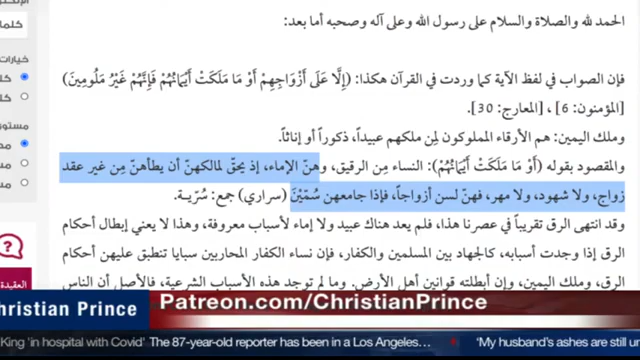 الحمد لله والصلاة والسلام على رسول الله وعلى آله وصحبه أما بعد:
فإن الصواب في لفظ الآية كما وردت في القرآن هكذا: (إِلَّا عَلَى أَزْوَاجِهِمْ أَوْ مَا مَلَكَتْ أَيْمَانُهُمْ فَإِنَّهُمْ غَيْرُ مَلُومِينَ)
[المؤمنون: 6] ، [المعارج: 30].
وملك اليمين: هم الأرقاء المملوكون لمن ملكهم عبيداً، ذكوراً أو إناثاً.
والمقصود بقوله (أَوْ مَا مَلَكَتْ أَيْمَانُهُمْ): النساء من الرقيق، وهنّ الإماء، إذ يحقّ لمالكهنّ أن يطأهنّ من غير عقد
زواج، ولا شهود، ولا مهر، فهنّ لسن أزواجاً، فإذا جامعهن سُمّيْنَ (سراري) جمع: سُرّية.
وقد انتهى الرق تقريباً في عصرنا هذا، فلم يعد هناك عبيد ولا إماء لأسباب معروفة، وهذا لا يعني إبطال أحكام
الرق إذا وجدت أسبابه، كالجهاد بين المسلمين والكفار، فإن نساء الكفار المحاربين سبايا تنطبق عليهن أحكام
الرق، وملك اليمين، وإن أبطلته قوانين أهل الأرض. وما لم توجد هذه الأسباب الشرعية، فالأصل أن الناس
خيارات
مستوى
العقيدة
hristian Prince
Patreon.com/ChristianPrince
King 'in hospital with Covid' The 87-year-old reporter has been in a Los Angeles… 'My husband's ashes are still